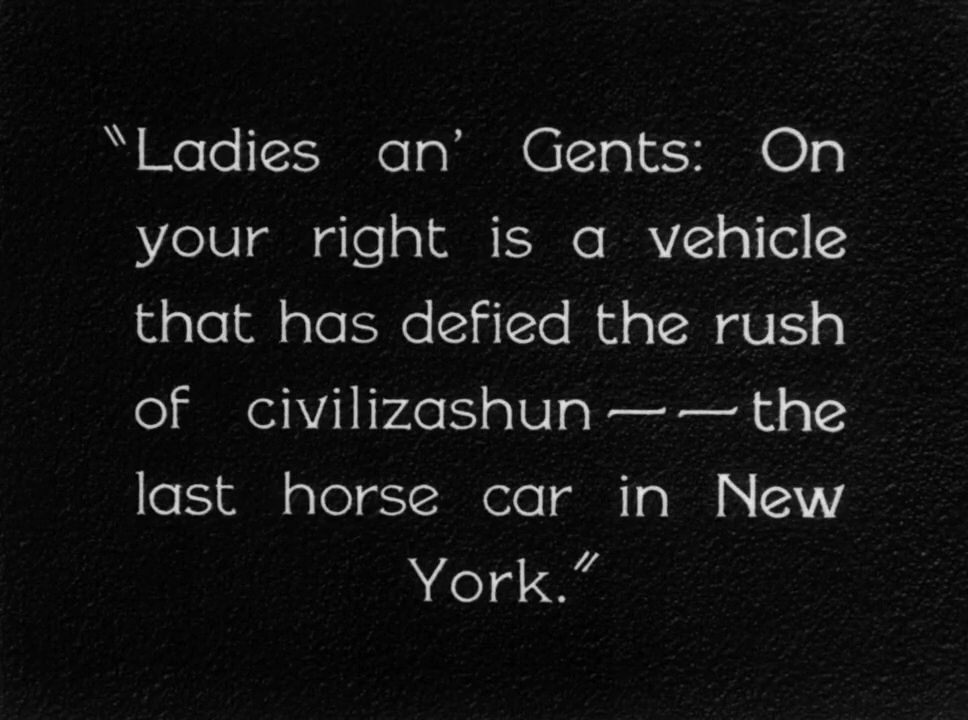 "Ladies an' Gents: On
your right is a vehicle
that has defied the rush
of civilizashun — — the
last horse car in New
York."